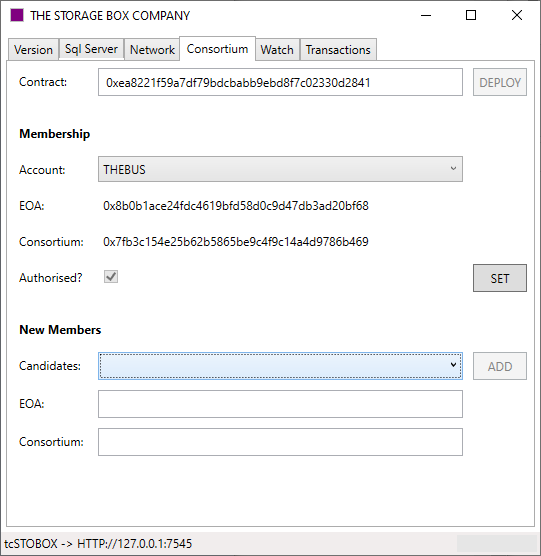 THE STORAGE BOX COMPANY
Version Sql Server Network Consortium Watch Transactions
Contract: 0xea8221f59a7df79bdcbabb9ebd8f7c02330d2841 DEPLOY
Membership
Account: THEBUS
EOA: 0x8b0b1ace24fdc4619bfd58d0c9d47db3ad20bf68
Consortium: 0x7fb3c154e25b62b5865be9c4f9c14a4d9786b469
Authorised? SET
New Members
Candidates: ADD
EOA:
Consortium:
tcSTOBOX -> HTTP://127.0.0.1:7545